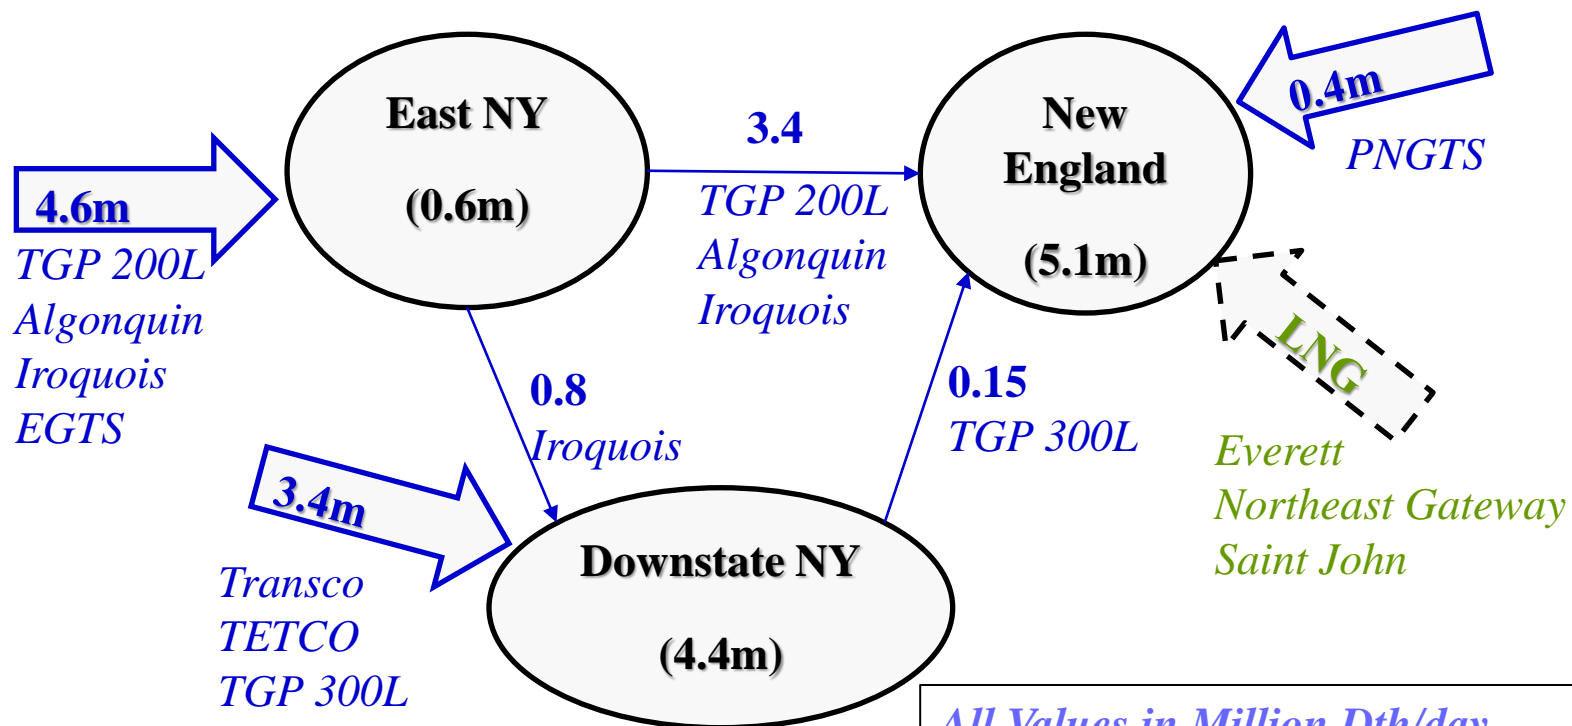 East NY
(0.6m)
4.6m
TGP 200L
Algonquin
Iroquois
EGTS
3.4
TGP 200L
Algonquin
Iroquois
New
England
(5.1m)
0.4m
PNGTS
LNG
Everett
Northeast Gateway
Saint John
0.8
Iroquois
0.15
TGP 300L
3.4m
Transco
TETCO
TGP 300L
Downstate NY
(4.4m)
All Values in Million Dth/day